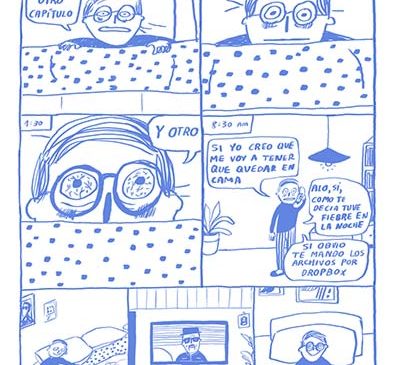 OTRO
CAPÍTULO
1:30
Y OTRO
8:30 AM
SI YO CREO QUE
ME VOY A TENER
QUE QUEDAR EN
CAMA
ALO, SÍ,
COMO TE
DECIA TUVE
FIEBRE EN
LA NOCHE
SI OBVIO
TE MANDO LOS
ARCHIVOS POR
DROPBOX